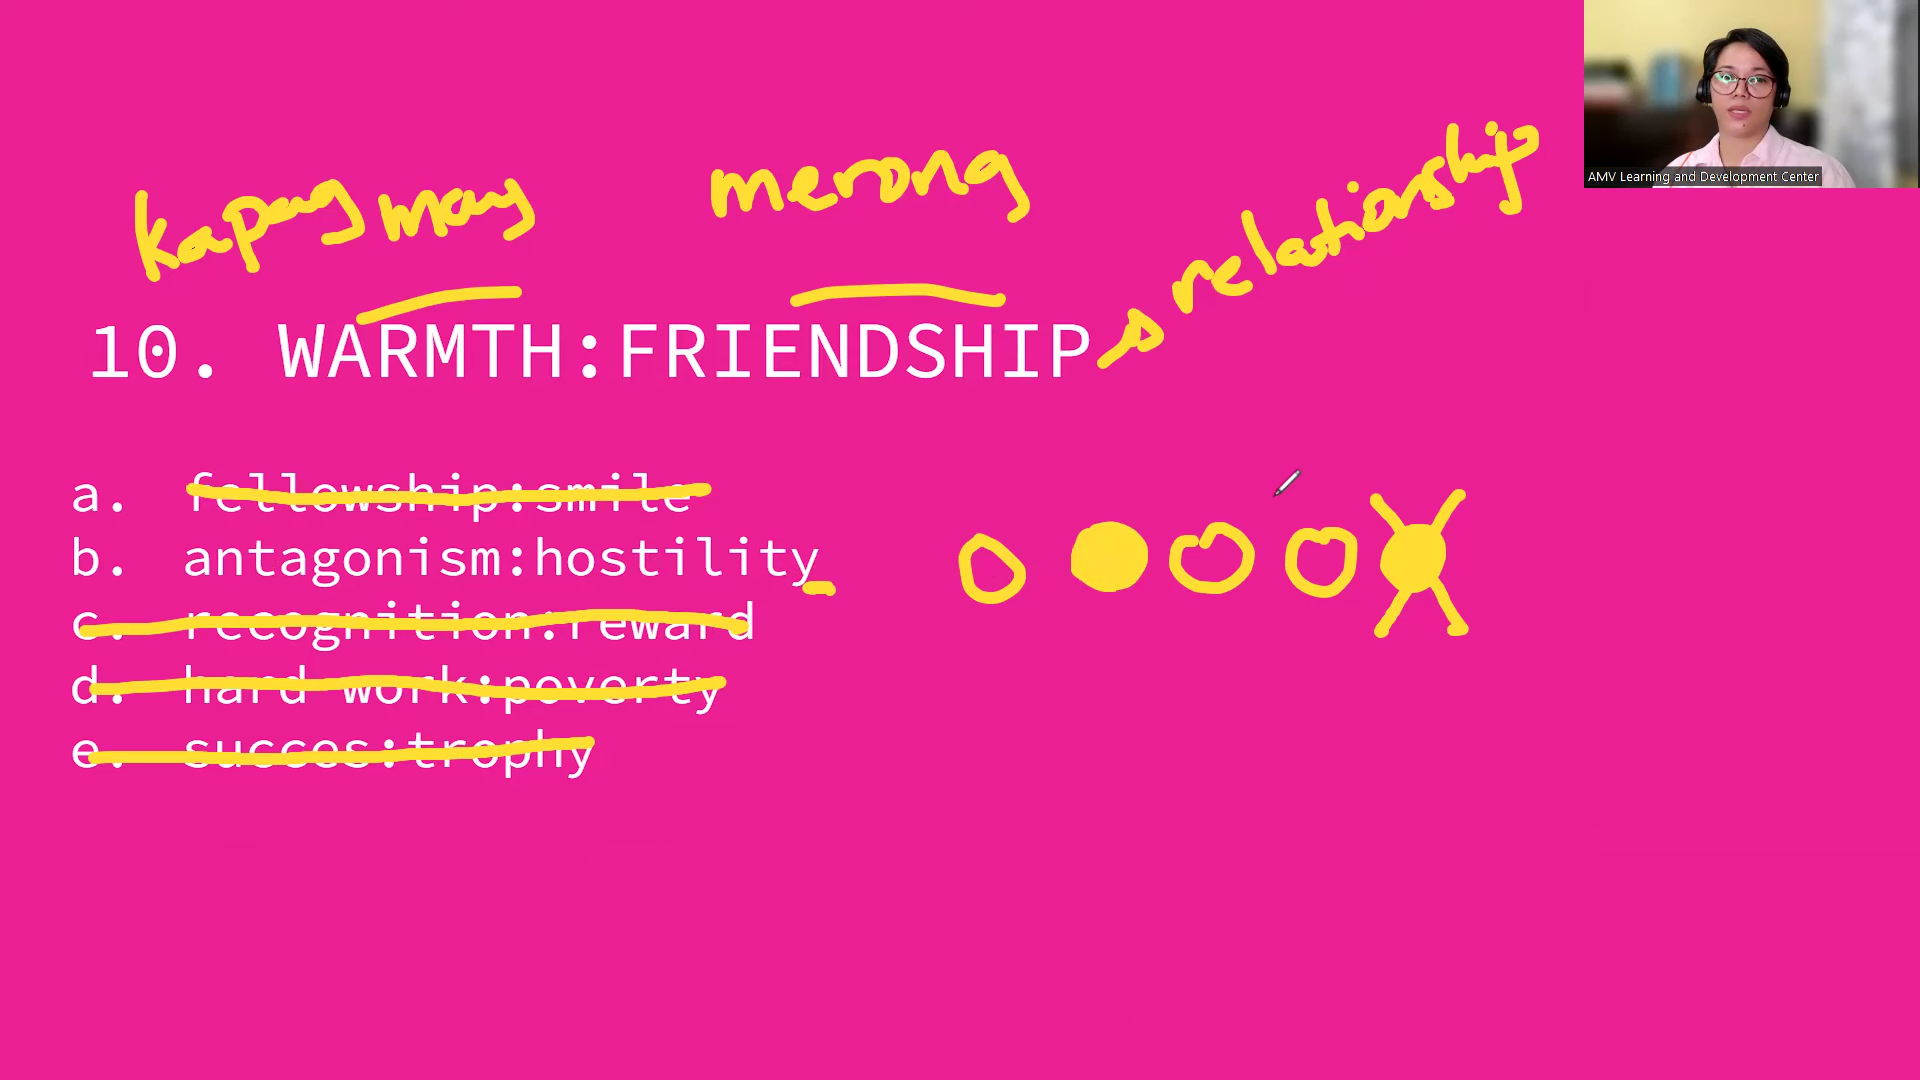 AMV Learning and Development Center
kapag may merong relationship
10. WARMTH:FRIENDSHIP
a. fellowship:smile
b. antagonism:hostility
c. recognition:reward
d. hard work:poverty
e. succes:trophy